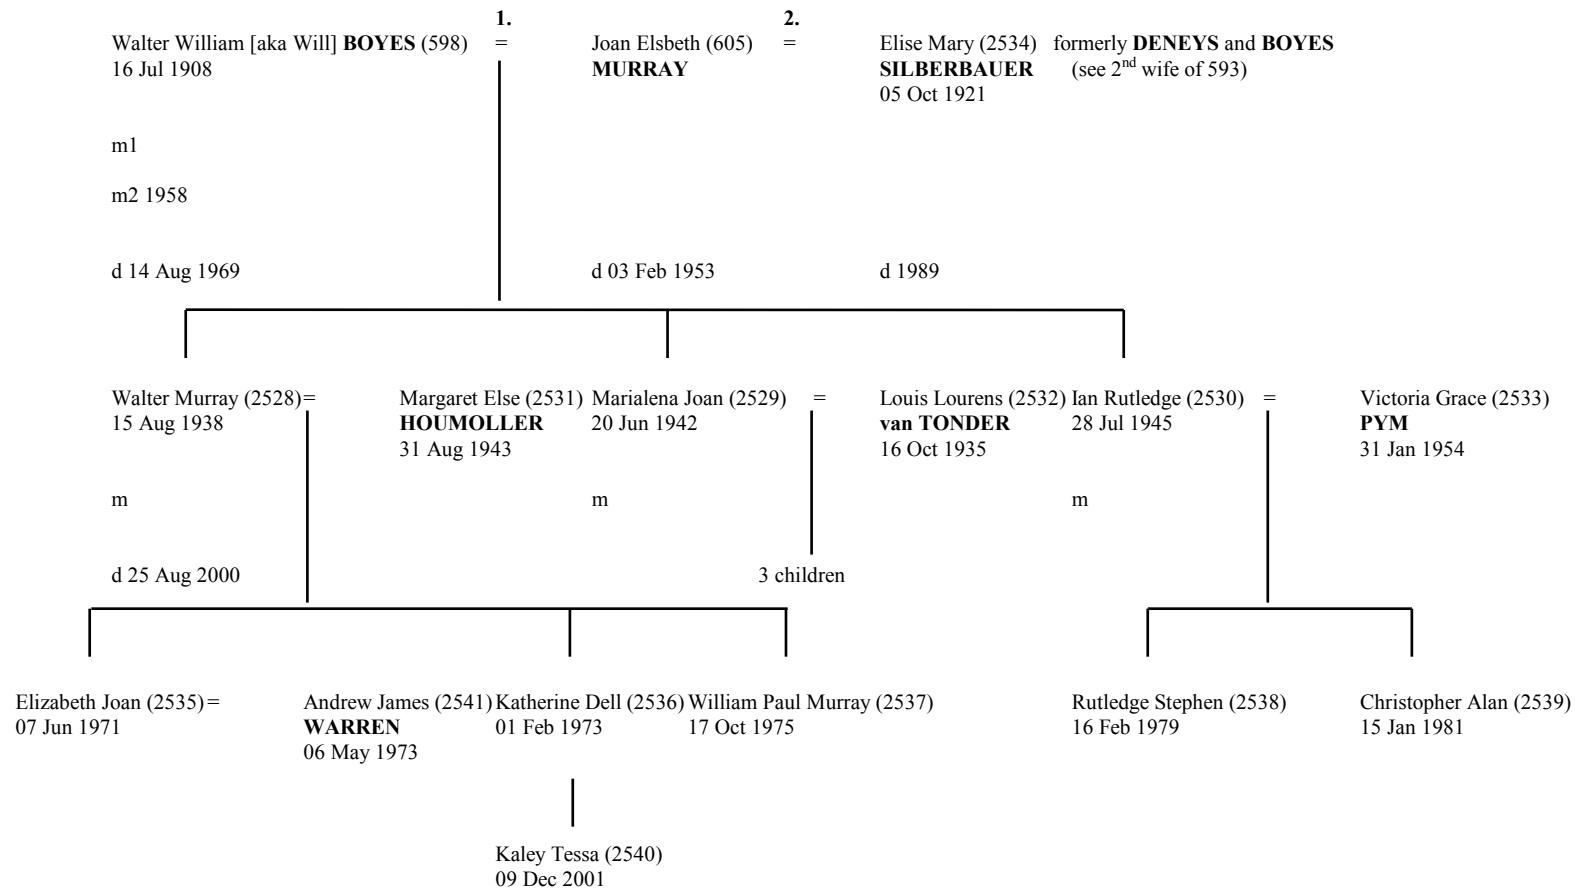 1. 2.
Walter William [aka Will] BOYES (598) = Joan Elsbeth (605) = Elise Mary (2534) formerly DENEYS and BOYES
16 Jul 1908 MURRAY SILBERBAUER (see 2nd wife of 593)
05 Oct 1921
m1
m2 1958
d 14 Aug 1969 d 03 Feb 1953 d 1989
Walter Murray (2528)= Margaret Else (2531) Marialena Joan (2529) = Louis Lourens (2532) Ian Rutledge (2530) = Victoria Grace (2533)
15 Aug 1938 HOUMOLLER 20 Jun 1942 van TONDER 28 Jul 1945 PYM
31 Aug 1943 16 Oct 1935 31 Jan 1954
m m m
d 25 Aug 2000 3 children
Elizabeth Joan (2535)= Andrew James (2541) Katherine Dell (2536) William Paul Murray (2537) Rutledge Stephen (2538) Christopher Alan (2539)
07 Jun 1971 WARREN 01 Feb 1973 17 Oct 1975 16 Feb 1979 15 Jan 1981
06 May 1973
Kaley Tessa (2540)
09 Dec 2001